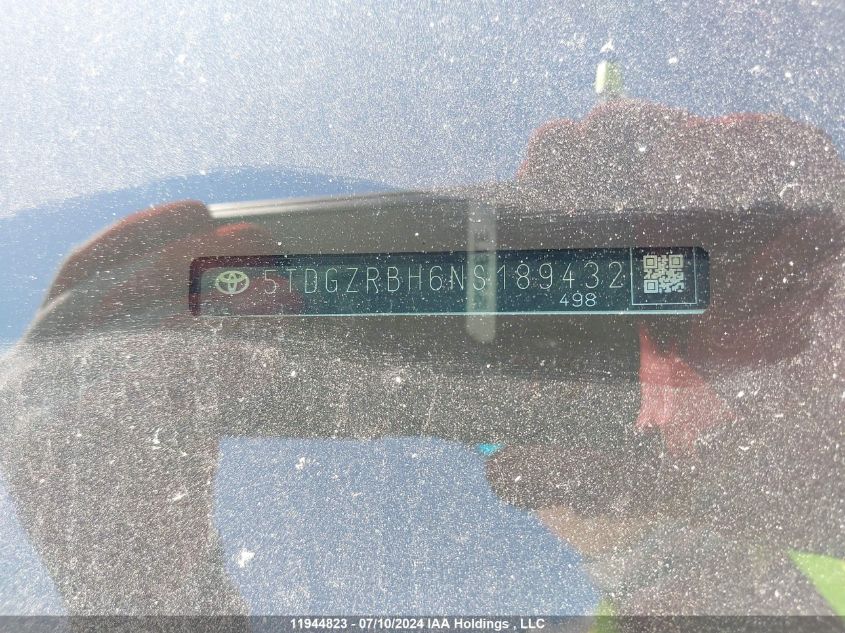 5TDGZRBH6NS189432
498
11944823 - 07/10/2024 IAA Holdings , LLC